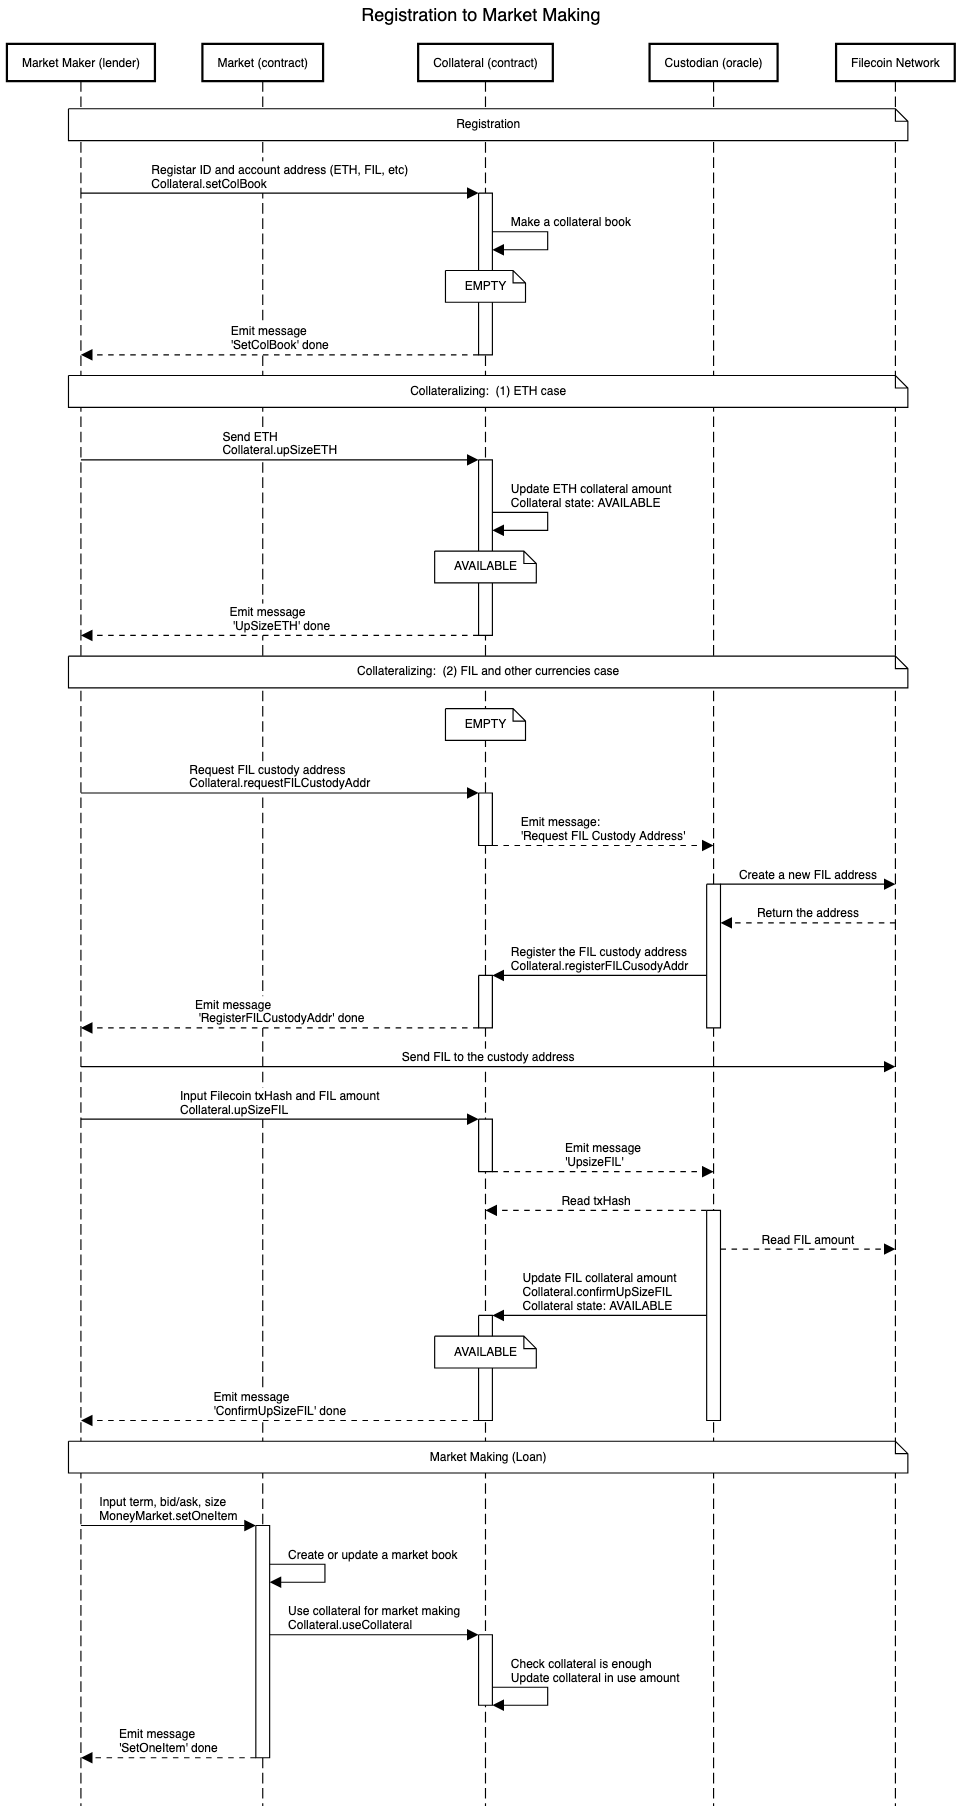 Registration to Market Making
Market Maker (lender)
Market (contract)
Collateral (contract)
Custodian (oracle)
Filecoin Network
Registration
Registar ID and account address (ETH, FIL, etc)
Collateral.setColBook
Make a collateral book
EMPTY
Emit message
'SetColBook' done
Collateralizing:  (1) ETH case
Send ETH
Collateral.upSizeETH
Update ETH collateral amount
Collateral state: AVAILABLE
AVAILABLE
Emit message
'UpSizeETH' done
Collateralizing:  (2) FIL and other currencies case
EMPTY
Request FIL custody address
Collateral.requestFILCustodyAddr
Emit message:
'Request FIL Custody Address'
Create a new FIL address
Return the address
Register the FIL custody address
Collateral.registerFILCusodyAddr
Emit message
'RegisterFILCustodyAddr' done
Send FIL to the custody address
Input Filecoin txHash and FIL amount
Collateral.upSizeFIL
Emit message
'UpsizeFIL'
Read txHash
Read FIL amount
Update FIL collateral amount
Collateral.confirmUpSizeFIL
Collateral state: AVAILABLE
AVAILABLE
Emit message
'ConfirmUpSizeFIL' done
Market Making (Loan)
Input term, bid/ask, size
MoneyMarket.setOneItem
Create or update a market book
Use collateral for market making
Collateral.useCollateral
Check collateral is enough
Update collateral in use amount
Emit message
'SetOneItem' done